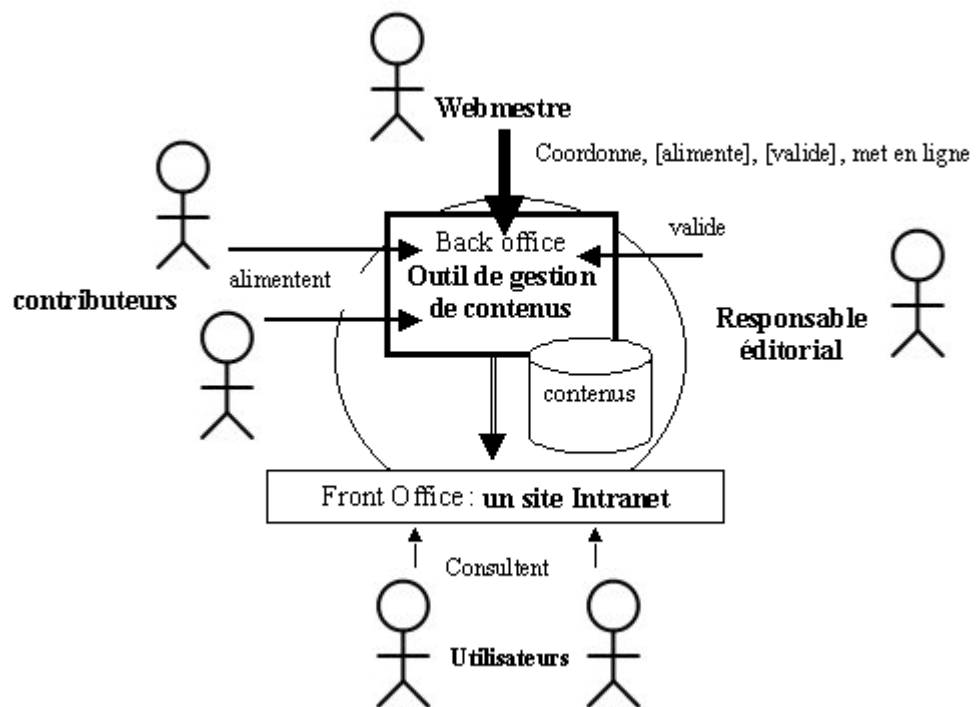 Webmestre
Coordonne, [alimente], [valide], met en ligne
valide
Back office
Outil de gestion
de contenus
alimentent
contributeurs
Responsable
éditorial
contenus
Front Office : un site Intranet
Consultent
Utilisateurs